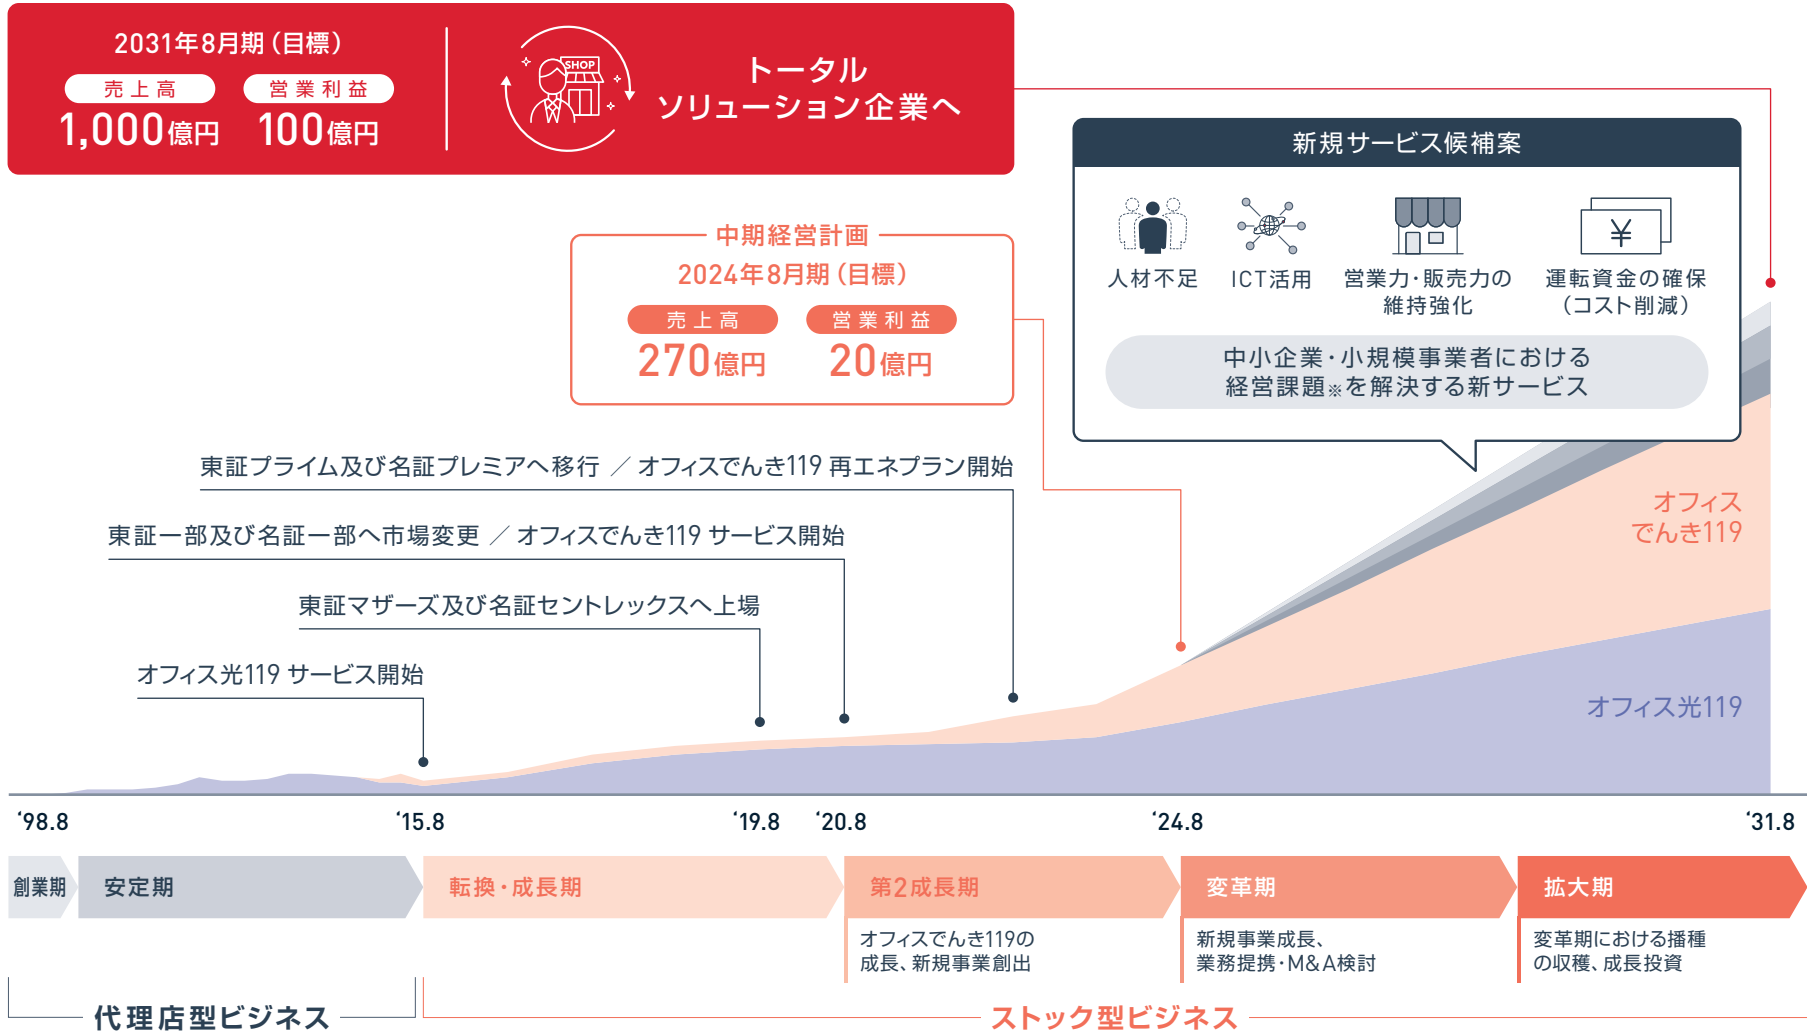 2031年8月期（目標）
売上高
営業利益
1,000億円
100億円
SHOP
トータル
ソリューション企業へ
新規サービス候補案
人材不足
ICT活用
営業力・販売力の
維持強化
運転資金の確保
（コスト削減）
中小企業・小規模事業者における
経営課題※を解決する新サービス
中期経営計画
2024年8月期（目標）
売上高
営業利益
270億円
20億円
東証プライム及び名証プレミアへ移行 ／ オフィスでんき119 再エネプラン開始
東証一部及び名証一部へ市場変更 ／ オフィスでんき119 サービス開始
東証マザーズ及び名証セントレックスへ上場
オフィス光119 サービス開始
オフィス
でんき119
オフィス光119
‘98.8
‘15.8
‘19.8
‘20.8
‘24.8
‘31.8
創業期
安定期
転換・成長期
第2成長期
変革期
拡大期
オフィスでんき119の
成長、新規事業創出
新規事業成長、
業務提携・M&A検討
変革期における播種
の収穫、成長投資
代理店型ビジネス
ストック型ビジネス